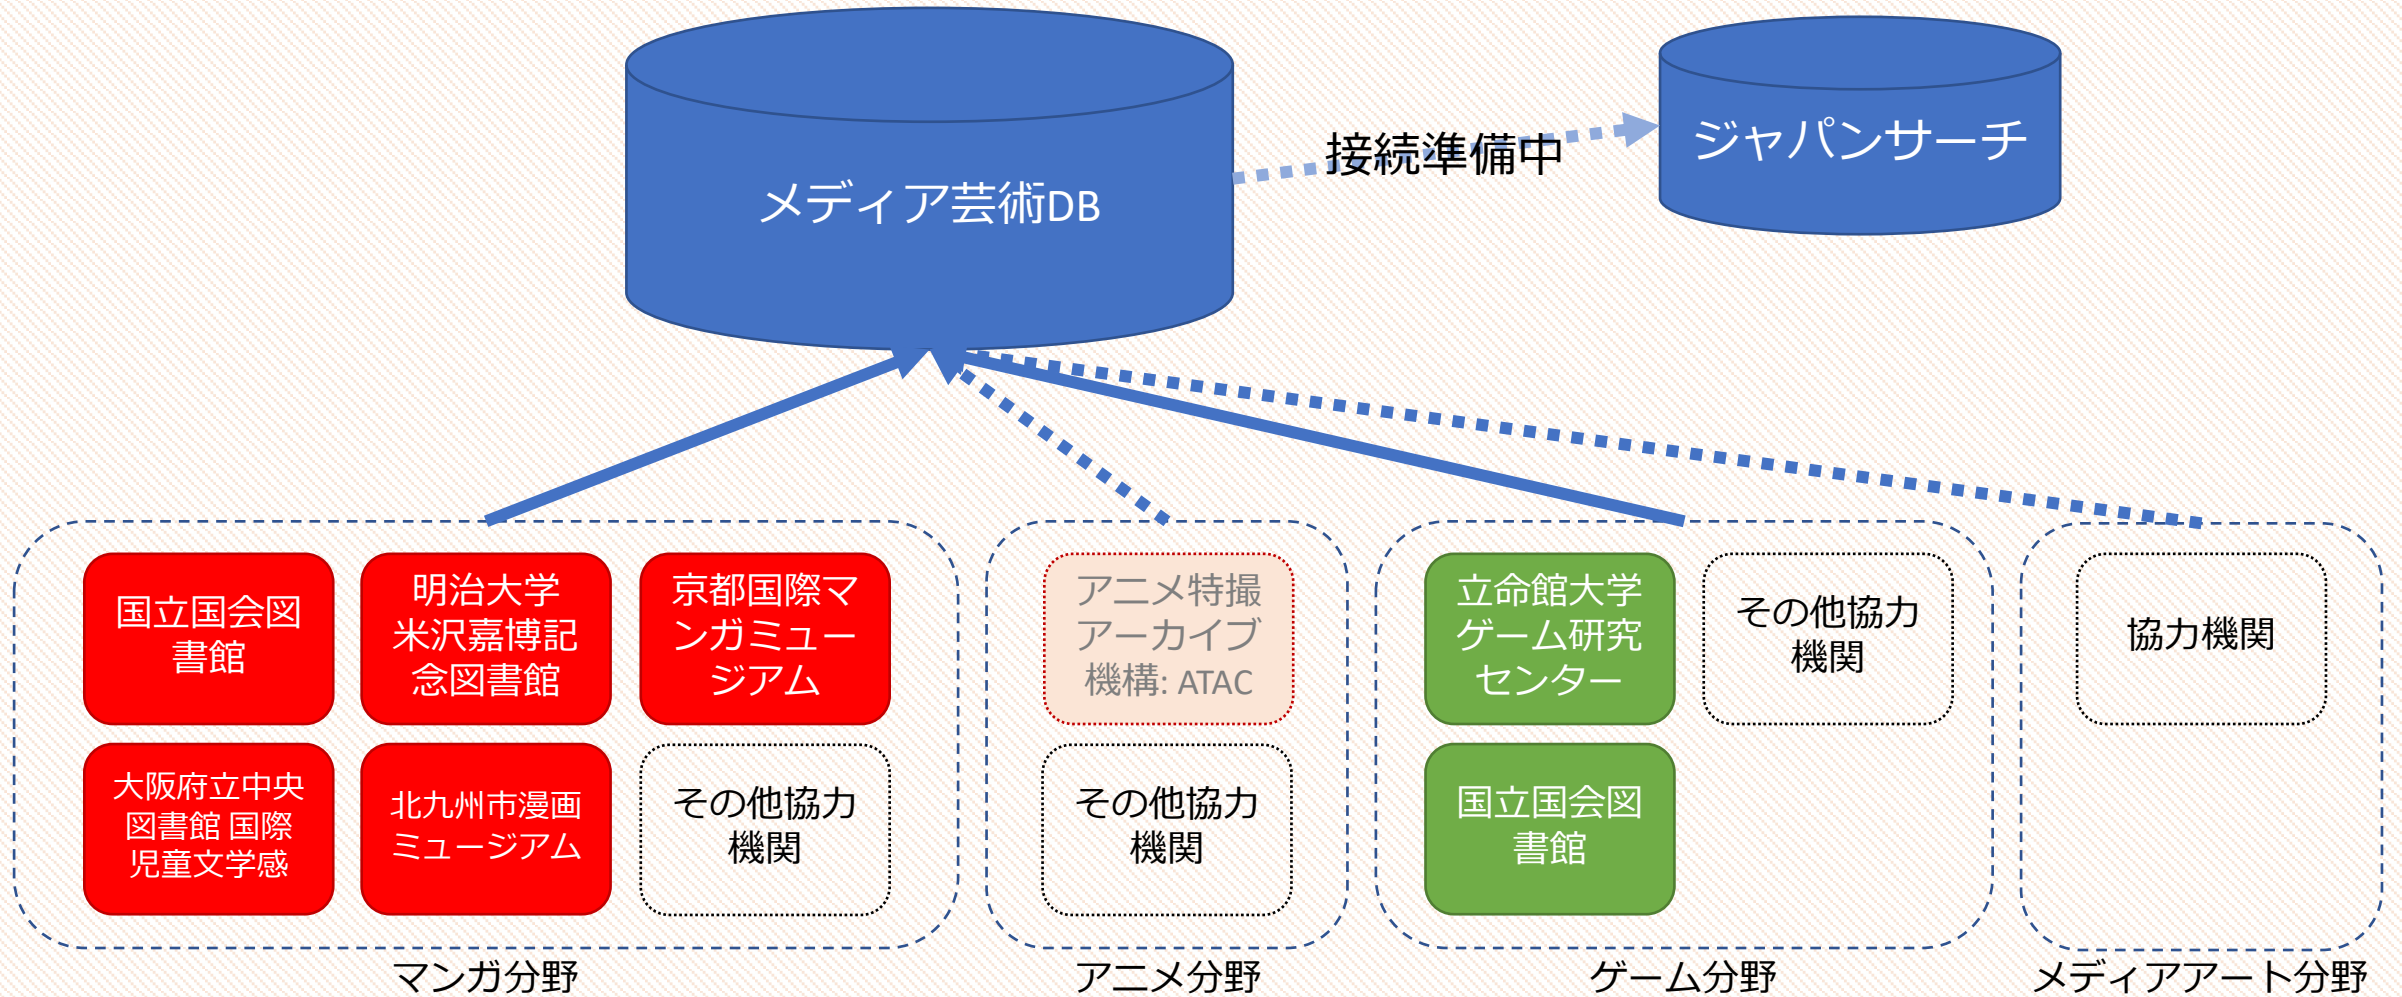 メディア芸術DB
接続準備中
ジャパンサーチ
国立国会図
書館
明治大学
米沢嘉博記
念図書館
京都国際マ
ンガミュー
ジアム
大阪府立中央
図書館 国際
児童文学感
北九州市漫画
ミュージアム
その他協力
機関
マンガ分野
アニメ特撮
アーカイブ
機構: ATAC
その他協力
機関
アニメ分野
立命館大学
ゲーム研究
センター
その他協力
機関
国立国会図
書館
ゲーム分野
協力機関
メディアアート分野